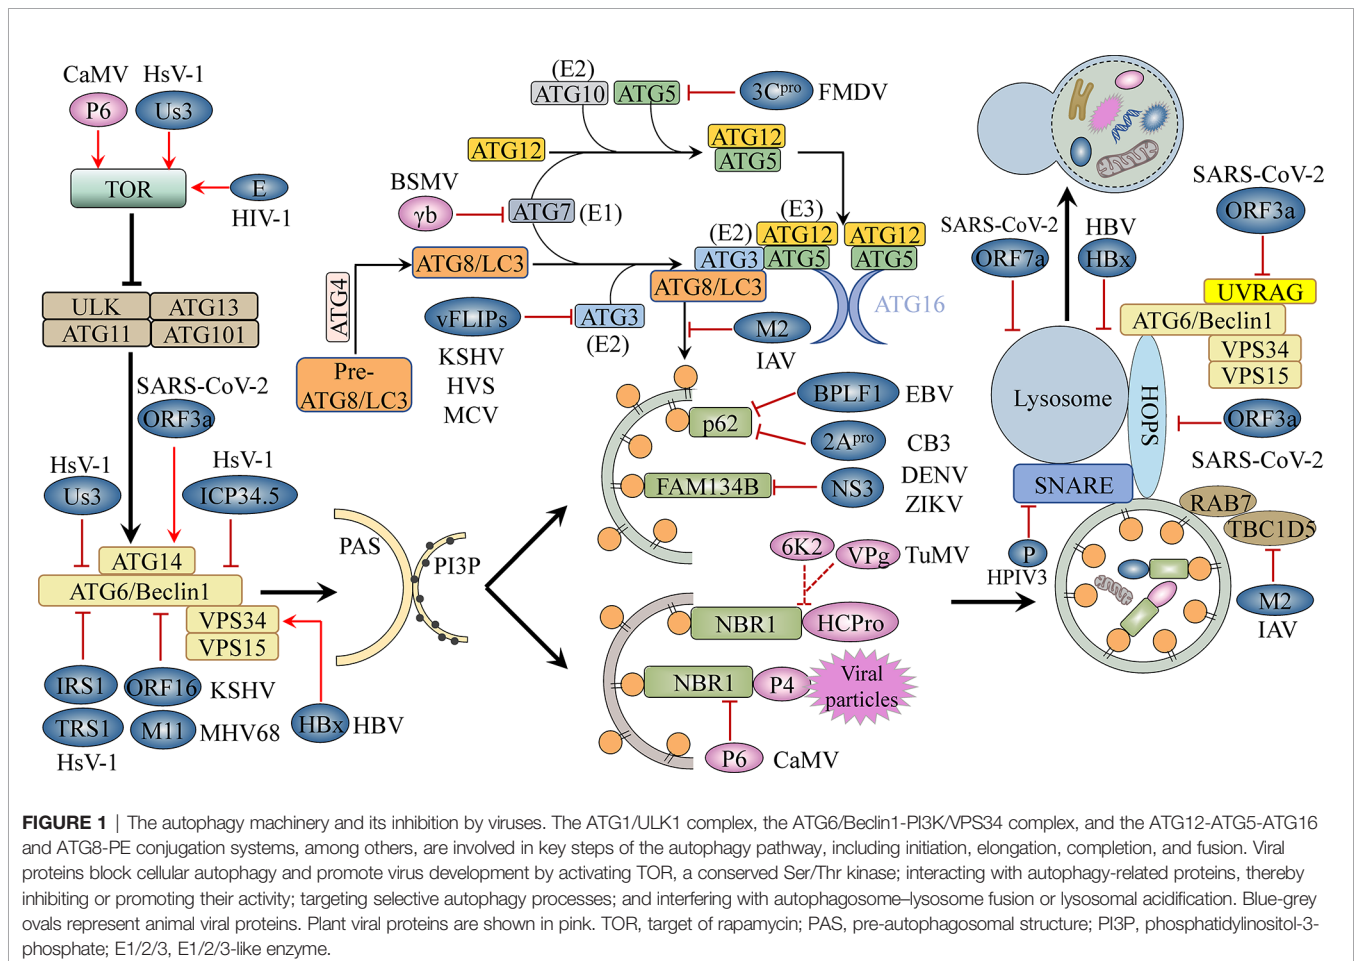 CaMV
HsV-1
P6
Us3
TOR
E
HIV-1
ULK
ATG13
ATG11
ATG101
SARS-CoV-2
ORF3a
HsV-1
Us3
HsV-1
ICP34.5
ATG14
ATG6/Beclin1
VPS34
VPS15
IRS1
TRS1
HsV-1
ORF16
KSHV
M11
MHV68
HBx
HBV
(E2)
ATG10
ATG5
3Cpro
FMDV
ATG12
ATG12
ATG5
BSMV
γb
ATG7
(E1)
ATG4
ATG8/LC3
Pre-
ATG8/LC3
vFLIPs
KSHV
HVS
MCV
ATG3
(E2)
(E3)
(E2)
ATG12
ATG12
ATG3
ATG5
ATG5
ATG8/LC3
ATG16
M2
IAV
PAS
PI3P
p62
BPLF1
EBV
2Apro
CB3
FAM134B
NS3
DENV
ZIKV
6K2
VPg
TuMV
NBR1
HCPro
NBR1
P4
Viral
particles
P6
CaMV
SARS-CoV-2
ORF7a
HBV
HBx
SARS-CoV-2
ORF3a
UVRAG
ATG6/Beclin1
VPS34
VPS15
Lysosome
HOPS
ORF3a
SARS-CoV-2
SNARE
RAB7
TBC1D5
P
HPIV3
M2
IAV
FIGURE 1 | The autophagy machinery and its inhibition by viruses. The ATG1/ULK1 complex, the ATG6/Beclin1-PI3K/VPS34 complex, and the ATG12-ATG5-ATG16
and ATG8-PE conjugation systems, among others, are involved in key steps of the autophagy pathway, including initiation, elongation, completion, and fusion. Viral
proteins block cellular autophagy and promote virus development by activating TOR, a conserved Ser/Thr kinase; interacting with autophagy-related proteins, thereby
inhibiting or promoting their activity; targeting selective autophagy processes; and interfering with autophagosome–lysosome fusion or lysosomal acidification. Blue-grey
ovals represent animal viral proteins. Plant viral proteins are shown in pink. TOR, target of rapamycin; PAS, pre-autophagosomal structure; PI3P, phosphatidylinositol-3-
phosphate; E1/2/3, E1/2/3-like enzyme.